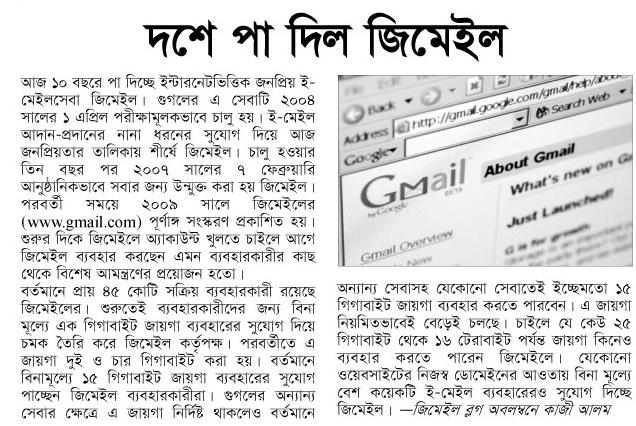 দশে পা দিল জিমেইল
আজ ১০ বছরে পা দিচ্ছে ইন্টারনেটভিত্তিক জনপ্রিয় ই-
মেইলসেবা জিমেইল। গুগলের এ সেবাটি ২০০৪
সালের ১ এপ্রিল পরীক্ষামূলকভাবে চালু হয়। ই-মেইল
আদান-প্রদানের নানা ধরনের সুযোগ দিয়ে আজ
জনপ্রিয়তার তালিকায় শীর্ষে জিমেইল। চালু হওয়ার
তিন বছর পর ২০০৭ সালের ৭ ফেব্রুয়ারি
আনুষ্ঠানিকভাবে সবার জন্য উন্মুক্ত করা হয় জিমেইল।
পরবর্তী সময়ে ২০০৯ সালে জিমেইলের
(www.gmail.com) পূর্ণাঙ্গ সংস্করণ প্রকাশিত হয়।
শুরুর দিকে জিমেইলে অ্যাকাউন্ট খুলতে চাইলে আগে
জিমেইল ব্যবহার করছেন এমন ব্যবহারকারীর কাছ
থেকে বিশেষ আমন্ত্রণের প্রয়োজন হতো।
বর্তমানে প্রায় ৪৫ কোটি সক্রিয় ব্যবহারকারী রয়েছে
জিমেইলের। শুরুতেই ব্যবহারকারীদের জন্য বিনা
মূল্যে এক গিগাবাইট জায়গা ব্যবহারের সুযোগ দিয়ে
চমক তৈরি করে জিমেইল কর্তৃপক্ষ। পরবর্তীতে এ
জায়গা দুই ও চার গিগাবাইট করা হয়। বর্তমানে
বিনামূল্যে ১৫ গিগাবাইট জায়গা ব্যবহারের সুযোগ
পাচ্ছেন জিমেইল ব্যবহারকারীরা। গুগলের অন্যান্য
সেবার ক্ষেত্রে এ জায়গা নির্দিষ্ট থাকলেও বর্তমানে
File Edit
Back
Address http://gmail.google.com/gmail/help/about
Search Web
Google
Gmail
by Google BETA
About Gmail
What's new on G
Just Launched!
Gmail Overview
G is for growth
অন্যান্য সেবাসহ যেকোনো সেবাতেই ইচ্ছেমতো ১৫
গিগাবাইট জায়গা ব্যবহার করতে পারবেন। এ জায়গা
নিয়মিতভাবেই বেড়েই চলছে। চাইলে যে কেউ ২৫
গিগাবাইট থেকে ১৬ টেরাবাইট পর্যন্ত জায়গা কিনেও
ব্যবহার করতে পারেন জিমেইলে। যেকোনো
ওয়েবসাইটের নিজস্ব ডোমেইনের আওতায় বিনা মূল্যে
বেশ কয়েকটি ই-মেইল ব্যবহারেরও সুযোগ দিচ্ছে
জিমেইল। —জিমেইল ব্লগ অবলম্বনে কাজী আলম